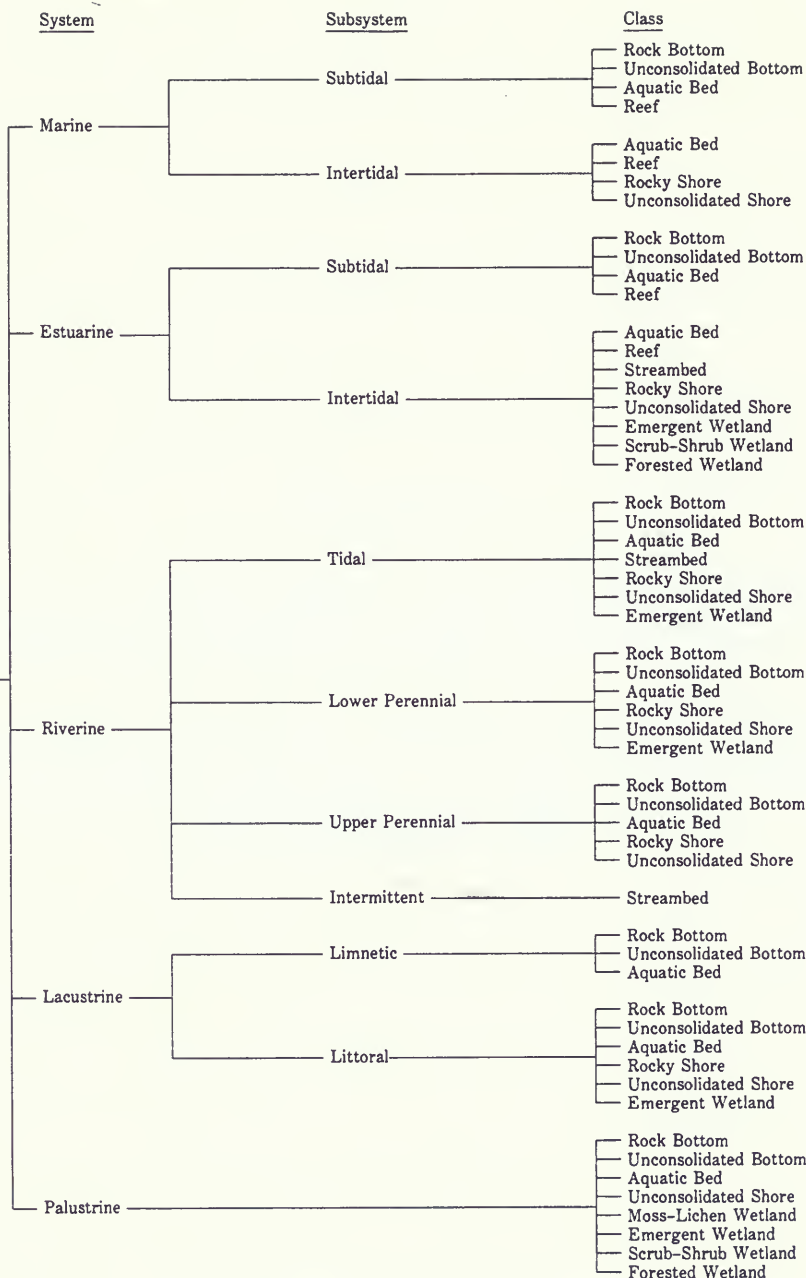 System Subsystem Class
Rock Bottom
Unconsolidated Bottom
Subtidal
Aquatic Bed
Reef
Marine
Aquatic Bed
Reef
Intertidal
Rocky Shore
Unconsolidated Shore
Rock Bottom
Unconsolidated Bottom
Subtidal
Aquatic Bed
Reef
Estuarine
Aquatic Bed
Reef
Streambed
Intertidal
Rocky Shore
Unconsolidated Shore
Emergent Wetland
Scrub-Shrub Wetland
Forested Wetland
Rock Bottom
Unconsolidated Bottom
Aquatic Bed
Tidal
Streambed
Rocky Shore
Unconsolidated Shore
Emergent Wetland
Rock Bottom
Unconsolidated Bottom
Aquatic Bed
Lower Perennial
Rocky Shore
Unconsolidated Shore
Emergent Wetland
Riverine
Rock Bottom
Unconsolidated Bottom
Upper Perennial
Aquatic Bed
Rocky Shore
Unconsolidated Shore
Intermittent
Streambed
Rock Bottom
Limnetic
Unconsolidated Bottom
Aquatic Bed
Lacustrine
Rock Bottom
Unconsolidated Bottom
Aquatic Bed
Littoral
Rocky Shore
Unconsolidated Shore
Emergent Wetland
Rock Bottom
Unconsolidated Bottom
Aquatic Bed
Unconsolidated Shore
Palustrine
Moss-Lichen Wetland
Emergent Wetland
Scrub-Shrub Wetland
Forested Wetland